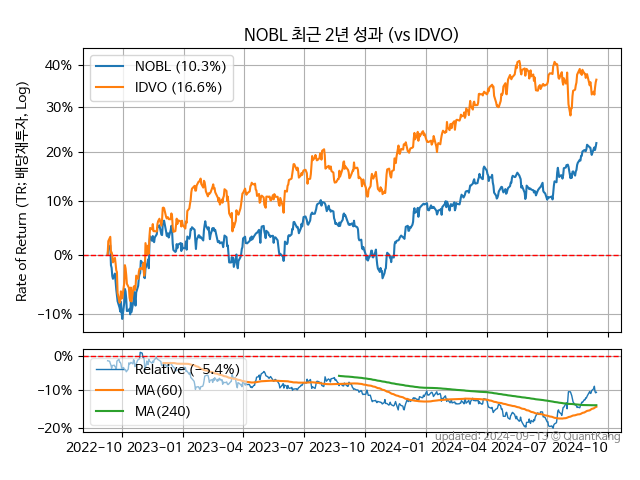 NOBL 최근 2년 성과 (vs IDVO)
NOBL (10.3%)
IDVO (16.6%)
Rate of Return (TR: 배당재투자, Log)
40%
30%
20%
10%
0%
−10%
Relative (−5.4%)
MA(60)
MA(240)
0%
−10%
−20%
updated: 2024-09-13 © QuantKang
2022-10 2023-01 2023-04 2023-07 2023-10 2024-01 2024-04 2024-07 2024-10